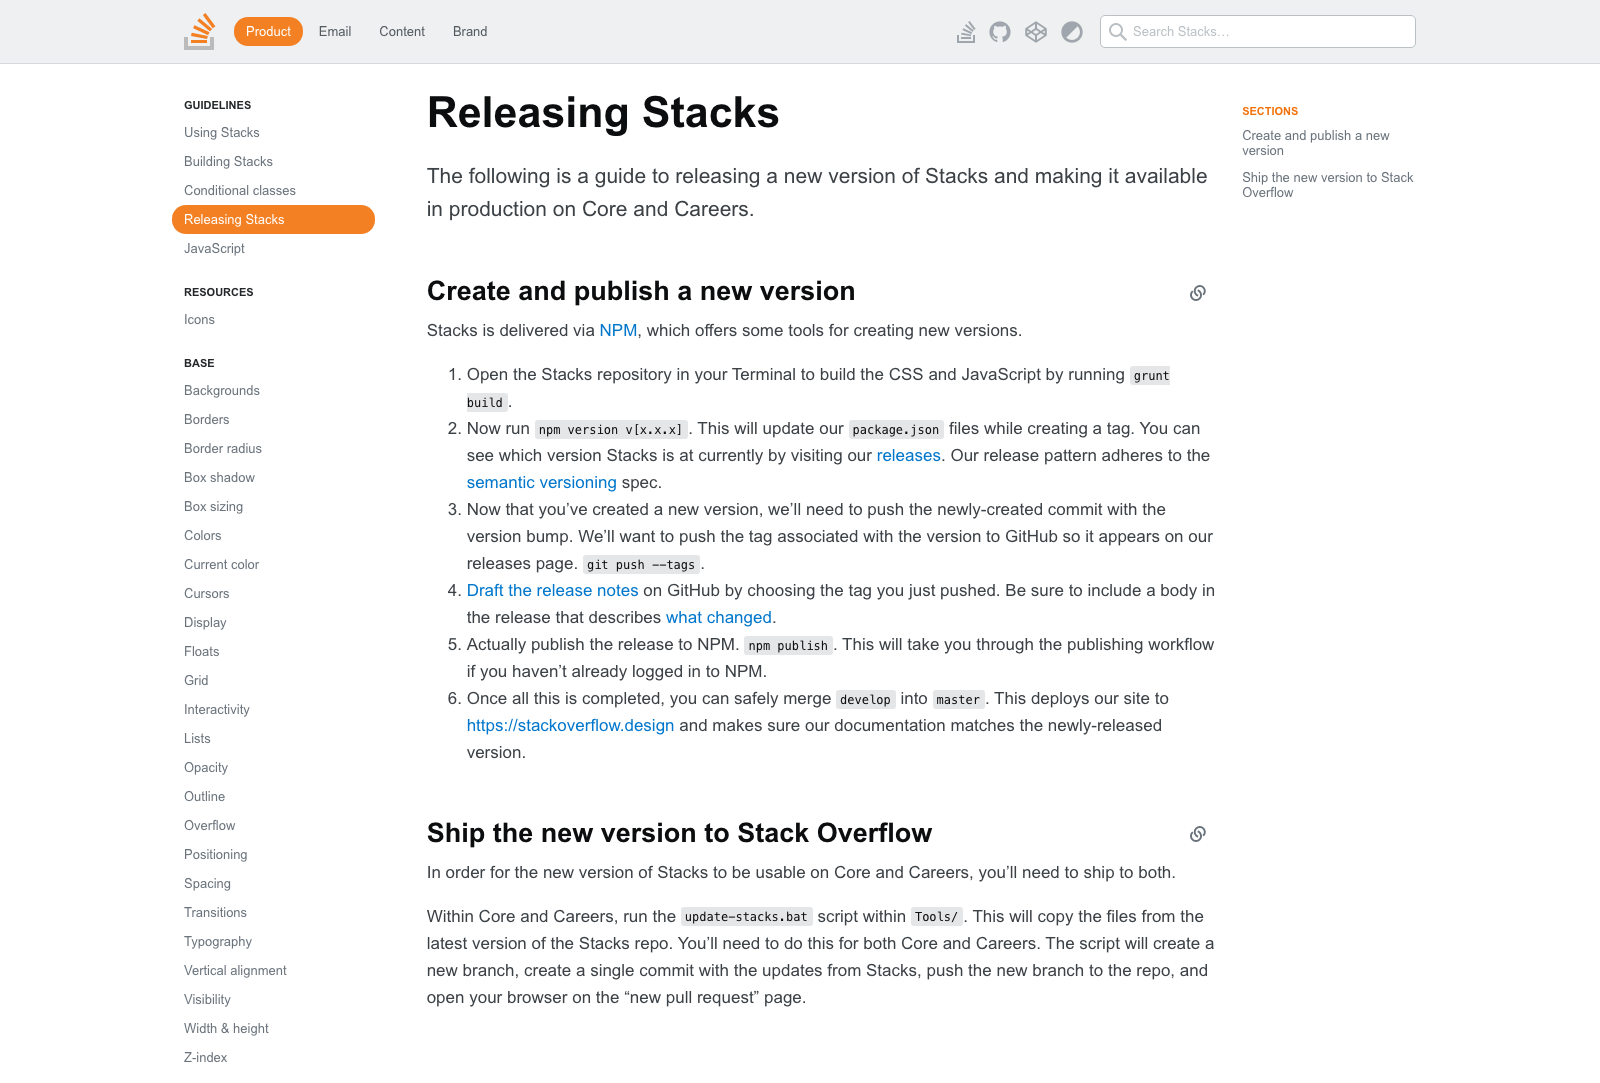 Product
Email
Content
Brand
Search Stacks…
GUIDELINES
Using Stacks
Building Stacks
Conditional classes
Releasing Stacks
JavaScript
RESOURCES
Icons
BASE
Backgrounds
Borders
Border radius
Box shadow
Box sizing
Colors
Current color
Cursors
Display
Floats
Grid
Interactivity
Lists
Opacity
Outline
Overflow
Positioning
Spacing
Transitions
Typography
Vertical alignment
Visibility
Width & height
Z-index
Releasing Stacks
The following is a guide to releasing a new version of Stacks and making it available
in production on Core and Careers.
Create and publish a new version
Stacks is delivered via NPM, which offers some tools for creating new versions.
1. Open the Stacks repository in your Terminal to build the CSS and JavaScript by running grunt
build.
2. Now run npm version v[x.x.x]. This will update our package.json files while creating a tag. You can
see which version Stacks is at currently by visiting our releases. Our release pattern adheres to the
semantic versioning spec.
3. Now that you’ve created a new version, we’ll need to push the newly-created commit with the
version bump. We’ll want to push the tag associated with the version to GitHub so it appears on our
releases page. git push --tags.
4. Draft the release notes on GitHub by choosing the tag you just pushed. Be sure to include a body in
the release that describes what changed.
5. Actually publish the release to NPM. npm publish. This will take you through the publishing workflow
if you haven’t already logged in to NPM.
6. Once all this is completed, you can safely merge develop into master. This deploys our site to
https://stackoverflow.design and makes sure our documentation matches the newly-released
version.
Ship the new version to Stack Overflow
In order for the new version of Stacks to be usable on Core and Careers, you’ll need to ship to both.
Within Core and Careers, run the update-stacks.bat script within Tools/. This will copy the files from the
latest version of the Stacks repo. You’ll need to do this for both Core and Careers. The script will create a
new branch, create a single commit with the updates from Stacks, push the new branch to the repo, and
open your browser on the “new pull request” page.
SECTIONS
Create and publish a new
version
Ship the new version to Stack
Overflow